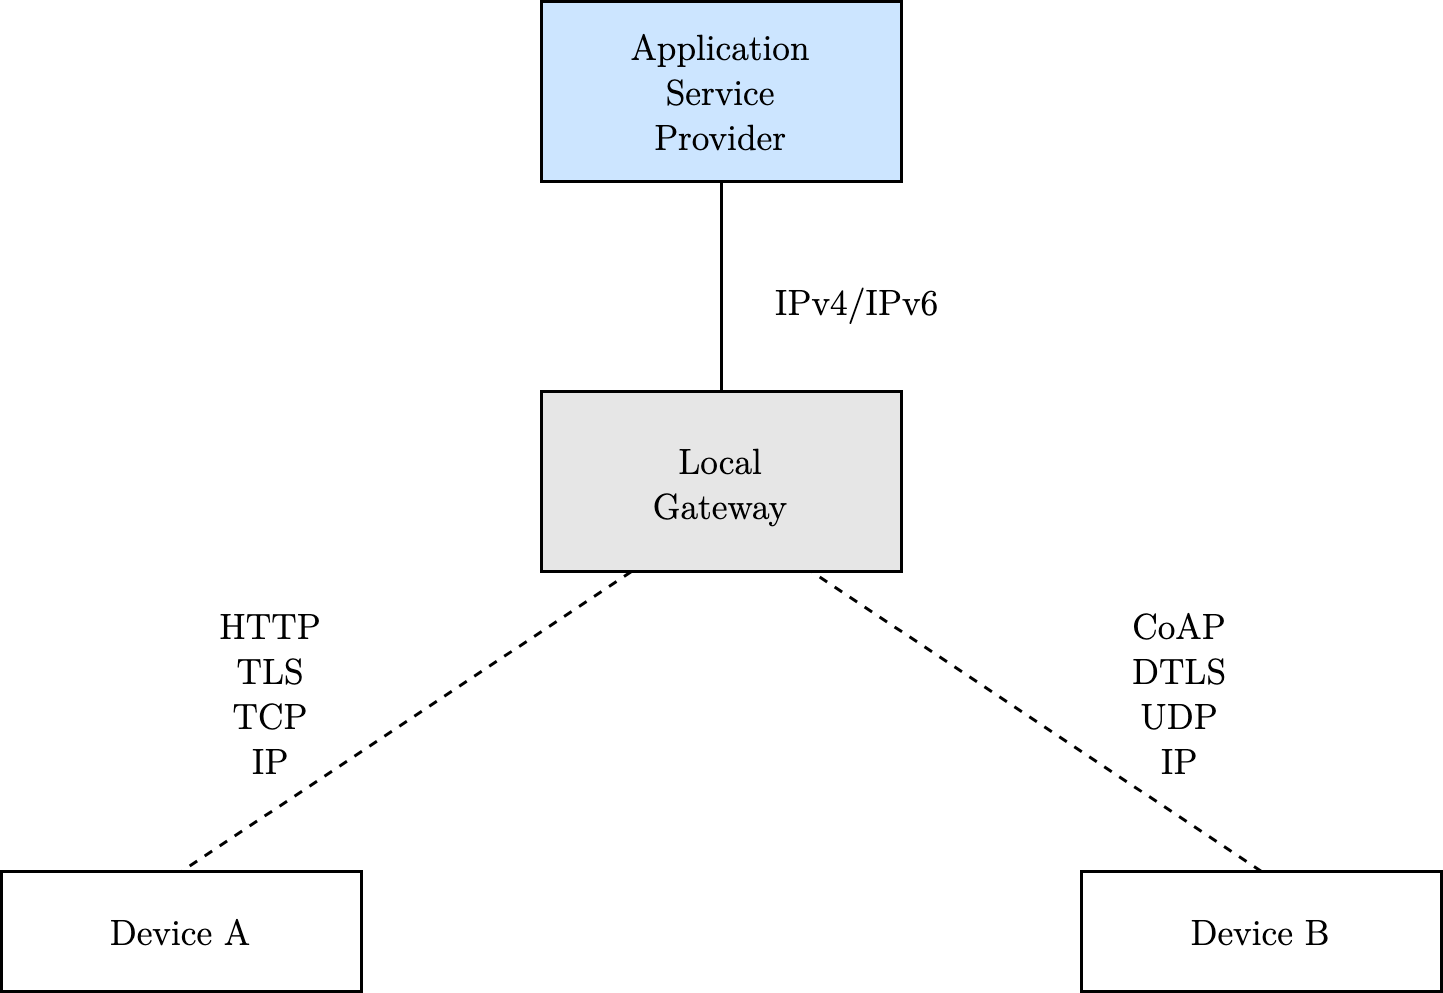 Application
Service
Provider
IPv4/IPv6
Local
Gateway
HTTP
TLS
TCP
IP
CoAP
DTLS
UDP
IP
Device A
Device B